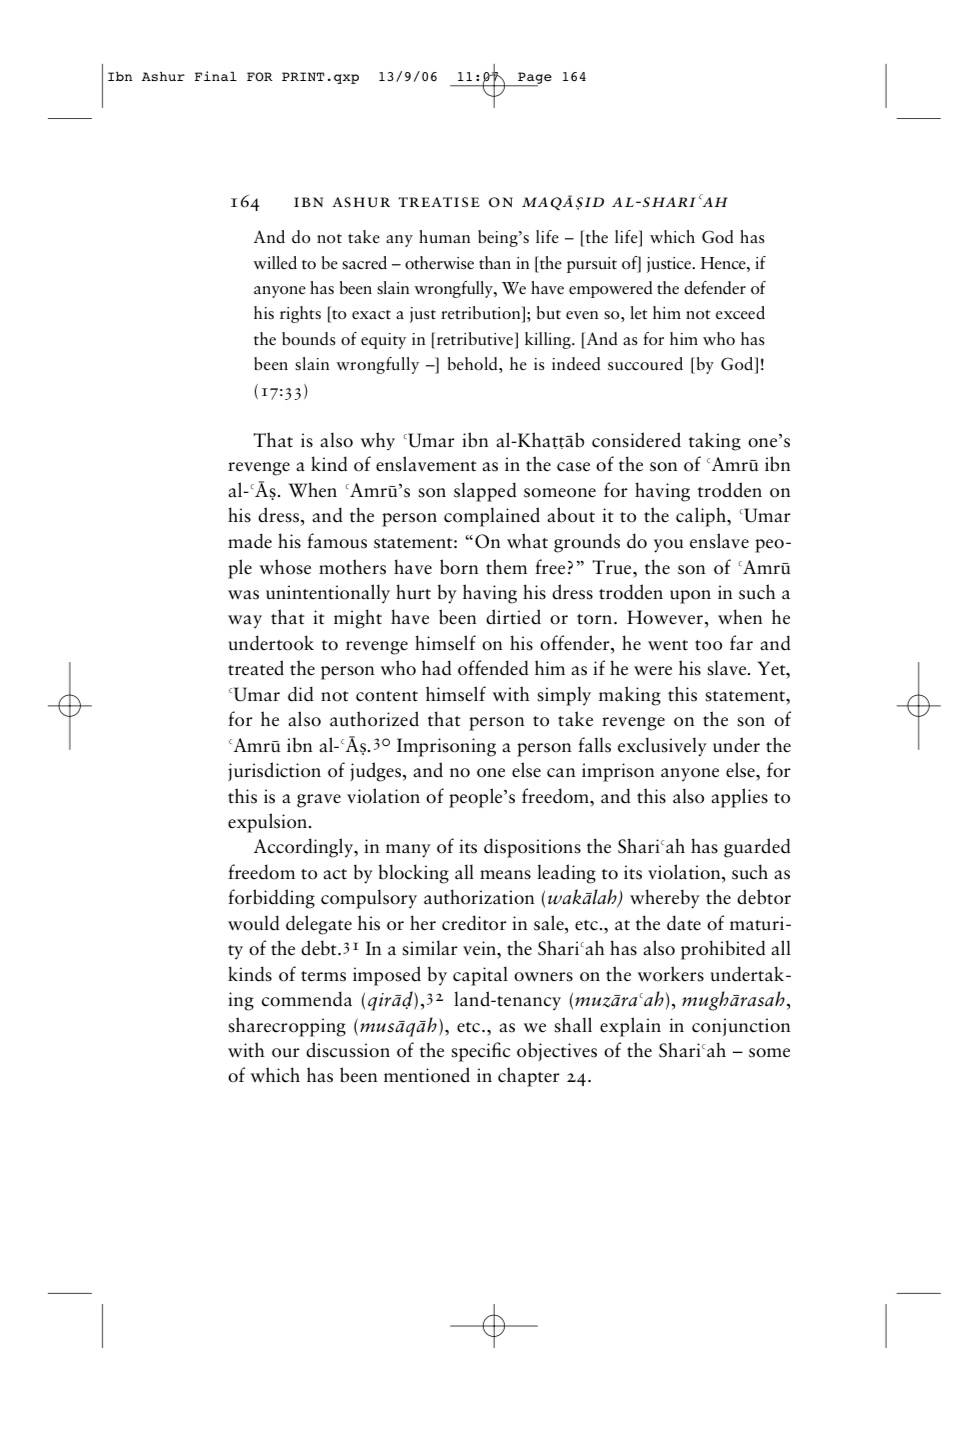 Ibn Ashur Final FOR PRINT.qxp  13/9/06  11:07  Page 164
164 IBN ASHUR TREATISE ON MAQĀṢID AL-SHARIʿAH
And do not take any human being’s life – [the life] which God has
willed to be sacred – otherwise than in [the pursuit of] justice. Hence, if
anyone has been slain wrongfully, We have empowered the defender of
his rights [to exact a just retribution]; but even so, let him not exceed
the bounds of equity in [retributive] killing. [And as for him who has
been slain wrongfully –] behold, he is indeed succoured [by God]!
(17:33)
That is also why ʿUmar ibn al-Khaṭṭāb considered taking one’s
revenge a kind of enslavement as in the case of the son of ʿAmrū ibn
al-ʿĀṣ. When ʿAmrū’s son slapped someone for having trodden on
his dress, and the person complained about it to the caliph, ʿUmar
made his famous statement: “On what grounds do you enslave peo-
ple whose mothers have born them free?” True, the son of ʿAmrū
was unintentionally hurt by having his dress trodden upon in such a
way that it might have been dirtied or torn. However, when he
undertook to revenge himself on his offender, he went too far and
treated the person who had offended him as if he were his slave. Yet,
ʿUmar did not content himself with simply making this statement,
for he also authorized that person to take revenge on the son of
ʿAmrū ibn al-ʿĀṣ.30 Imprisoning a person falls exclusively under the
jurisdiction of judges, and no one else can imprison anyone else, for
this is a grave violation of people’s freedom, and this also applies to
expulsion.
Accordingly, in many of its dispositions the Shariʿah has guarded
freedom to act by blocking all means leading to its violation, such as
forbidding compulsory authorization (wakālah) whereby the debtor
would delegate his or her creditor in sale, etc., at the date of maturi-
ty of the debt.31 In a similar vein, the Shariʿah has also prohibited all
kinds of terms imposed by capital owners on the workers undertak-
ing commenda (qirāḍ),32 land-tenancy (muzāraʿah), mughārasah,
sharecropping (musāqāh), etc., as we shall explain in conjunction
with our discussion of the specific objectives of the Shariʿah – some
of which has been mentioned in chapter 24.